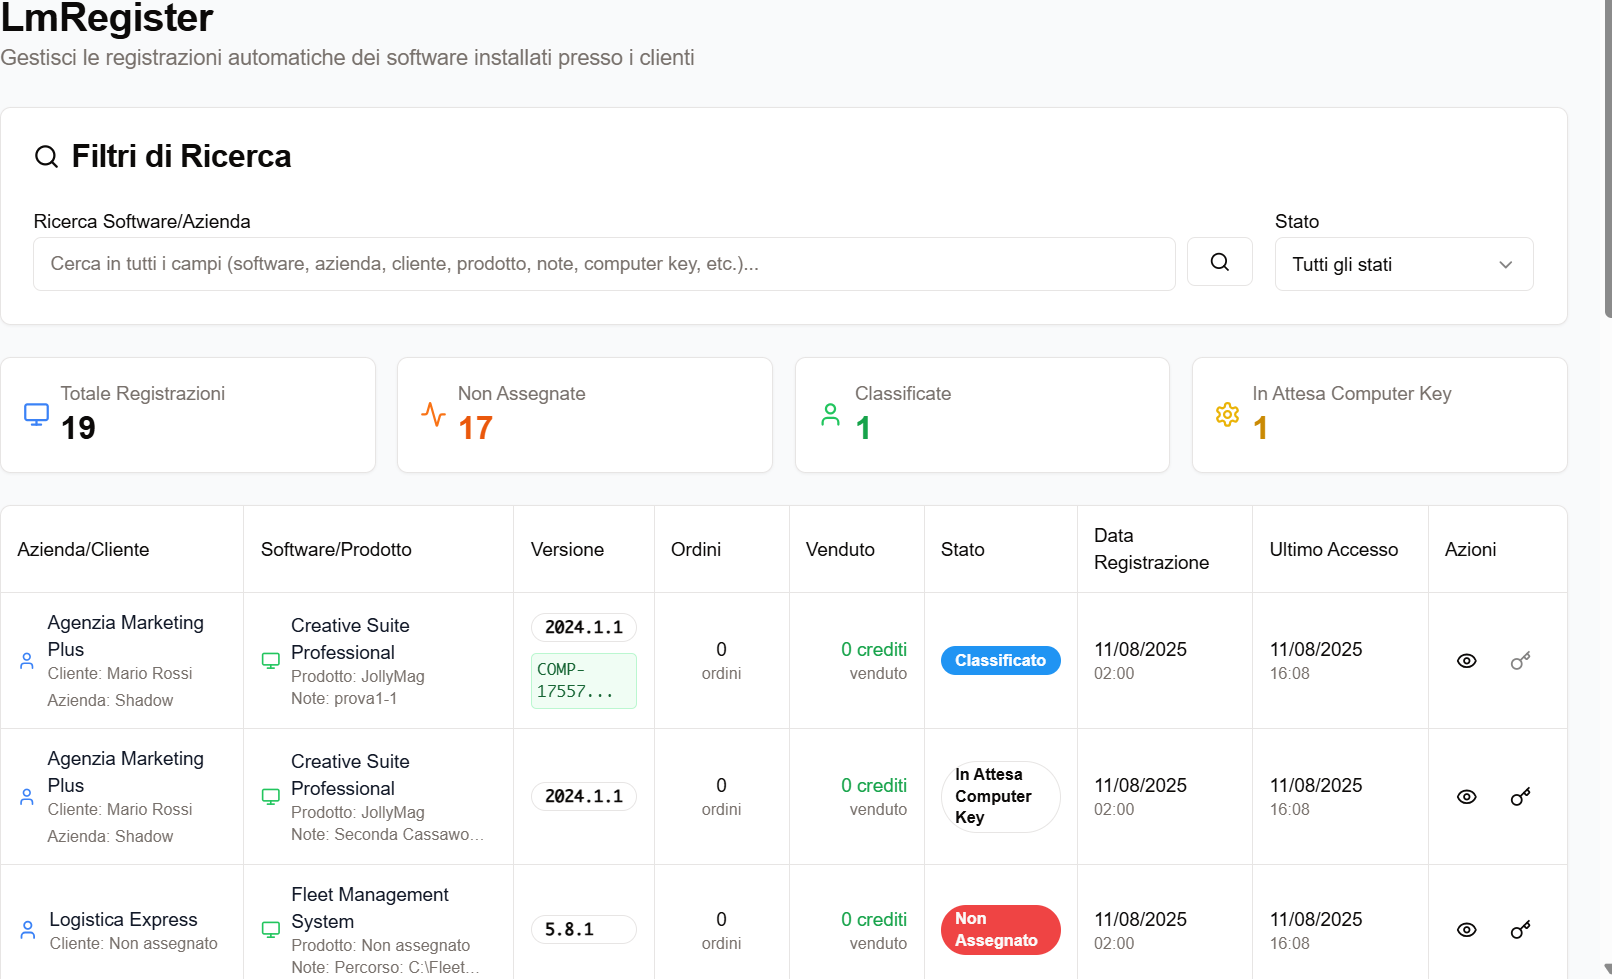 LmRegister
Gestisci le registrazioni automatiche dei software installati presso i clienti
Filtri di Ricerca
Ricerca Software/Azienda
Stato
Cerca in tutti i campi (software, azienda, cliente, prodotto, note, computer key, etc.)...
Tutti gli stati
Totale Registrazioni
19
Non Assegnate
17
Classificate
1
In Attesa Computer Key
1
Azienda/Cliente
Software/Prodotto
Versione
Ordini
Venduto
Stato
Data
Registrazione
Ultimo Accesso
Azioni
Agenzia Marketing
Plus
Cliente: Mario Rossi
Azienda: Shadow
Creative Suite
Professional
Prodotto: JollyMag
Note: prova1-1
2024.1.1
COMP-
17557...
0
ordini
0 crediti
venduto
Classificato
11/08/2025
02:00
11/08/2025
16:08
Agenzia Marketing
Plus
Cliente: Mario Rossi
Azienda: Shadow
Creative Suite
Professional
Prodotto: JollyMag
Note: Seconda Cassawo...
2024.1.1
0
ordini
0 crediti
venduto
In Attesa
Computer
Key
11/08/2025
02:00
11/08/2025
16:08
Logistica Express
Cliente: Non assegnato
Fleet Management
System
Prodotto: Non assegnato
Note: Percorso: C:\Fleet...
5.8.1
0
ordini
0 crediti
venduto
Non
Assegnato
11/08/2025
02:00
11/08/2025
16:08